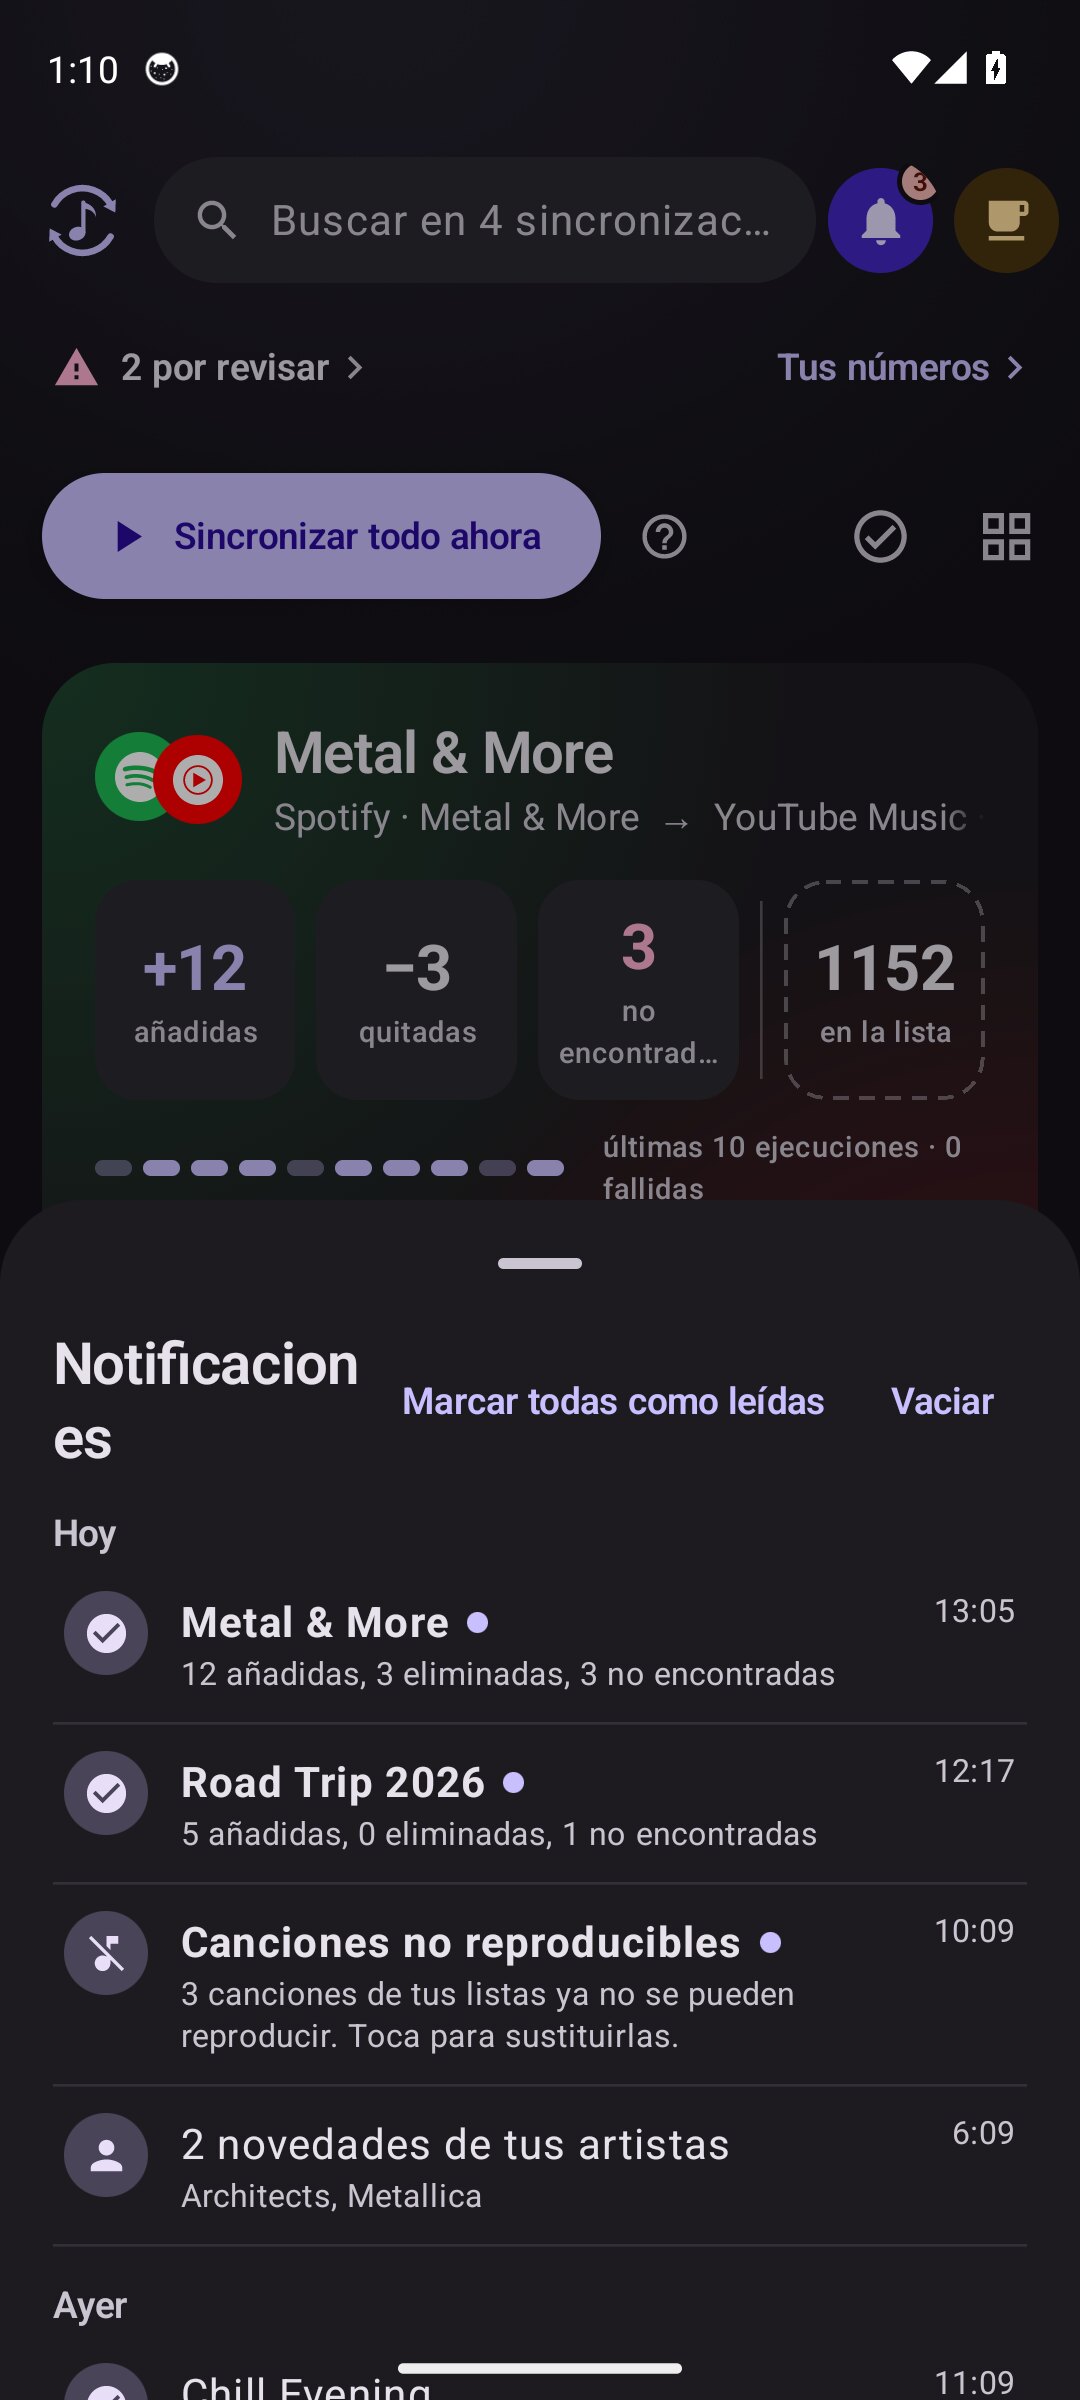 1:10
Buscar en 4 sincronizac…
3
2 por revisar
Tus números
Sincronizar todo ahora
Metal & More
Spotify · Metal & More → YouTube Music
+12
añadidas
−3
quitadas
3
no
encontrad…
1152
en la lista
últimas 10 ejecuciones · 0
fallidas
Notificacion
es
Marcar todas como leídas
Vaciar
Hoy
Metal & More
13:05
12 añadidas, 3 eliminadas, 3 no encontradas
Road Trip 2026
12:17
5 añadidas, 0 eliminadas, 1 no encontradas
Canciones no reproducibles
10:09
3 canciones de tus listas ya no se pueden
reproducir. Toca para sustituirlas.
2 novedades de tus artistas
6:09
Architects, Metallica
Ayer
Chill Evening
11:09